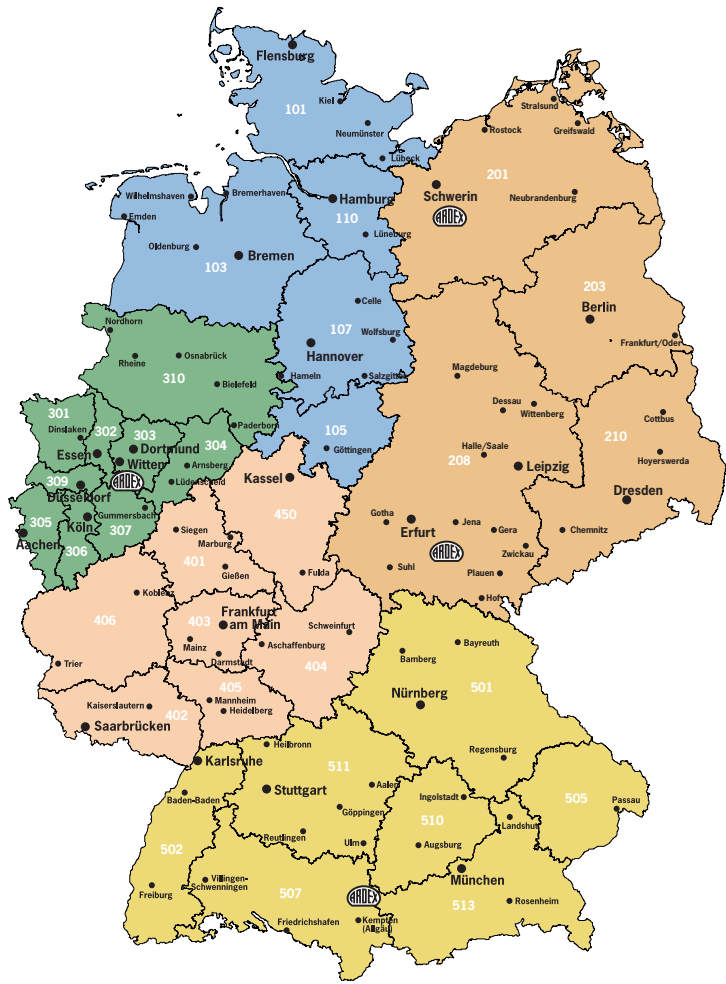 Flensburg
Kiel
101
Neumünster
Lübeck
Stralsund
Rostock
Greifswald
201
Schwerin
Neubrandenburg
ARDEX
Wilhelmshaven
Bremerhaven
Hamburg
Emden
110
Lüneburg
Oldenburg
Bremen
103
203
Berlin
Frankfurt/Oder
Celle
107
Wolfsburg
Hannover
Nordhorn
Rheine
Osnabrück
310
Bielefeld
Hameln
Salzgitter
Magdeburg
Dessau
Wittenberg
Cottbus
210
Hoyerswerda
Dresden
Chemnitz
301
Dinslaken
302
303
Dortmund
Essen
Witten
304
Paderborn
Arnsberg
105
Göttingen
208
Halle/Saale
Leipzig
309
Düsseldorf
ARDEX
Lüdenscheid
Kassel
450
305
Köln
Gummersbach
307
Aachen
306
Siegen
401
Marburg
Gießen
Fulda
Gotha
Erfurt
Jena
Gera
Zwickau
ARDEX
Suhl
Plauen
Hof
Koblenz
406
403
Frankfurt
am Main
Schweinfurt
Mainz
Aschaffenburg
Darmstadt
404
Trier
405
Kaiserslautern
Mannheim
402
Heidelberg
Saarbrücken
Bayreuth
Bamberg
501
Nürnberg
Regensburg
Heilbronn
Karlsruhe
511
Baden-Baden
Stuttgart
Aalen
Göppingen
Reutlingen
Ulm
Ingolstadt
510
Augsburg
505
Passau
Landshut
502
Villingen-
Schwenningen
Freiburg
507
ARDEX
Friedrichshafen
Kempten
(Allgäu)
München
513
Rosenheim